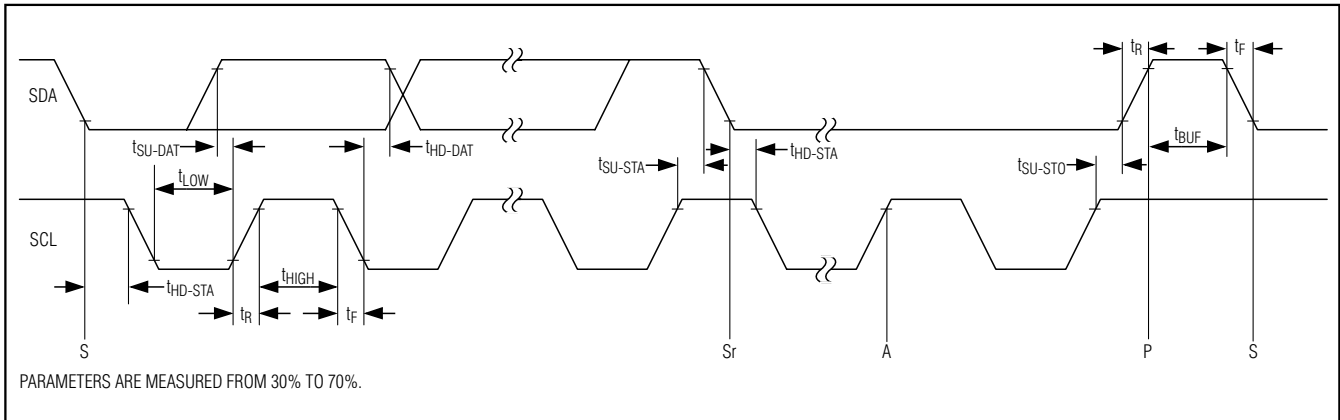 tR
tF
SDA
tBUF
tSU-DAT
tHD-DAT
tHD-STA
tSU-STA
tSU-STO
tLOW
SCL
tHIGH
tHD-STA
tR
tF
S
Sr
A
P
S
PARAMETERS ARE MEASURED FROM 30% TO 70%.